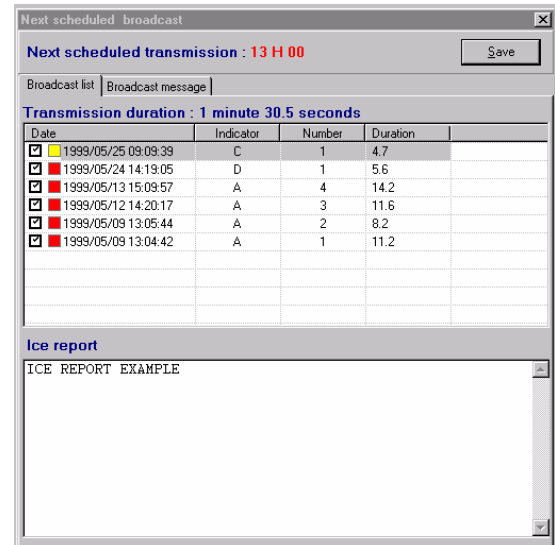 Next scheduled broadcast
Next scheduled transmission : 13 H 00
Save
Broadcast list Broadcast message
Transmission duration : 1 minute 30.5 seconds
Date Indicator Number Duration
1999/05/25 09:09:39 C 1 4.7
1999/05/24 14:19:05 D 1 5.6
1999/05/13 15:09:57 A 4 14.2
1999/05/12 14:20:17 A 3 11.6
1999/05/09 13:05:44 A 2 8.2
1999/05/09 13:04:42 A 1 11.2
Ice report
ICE REPORT EXAMPLE